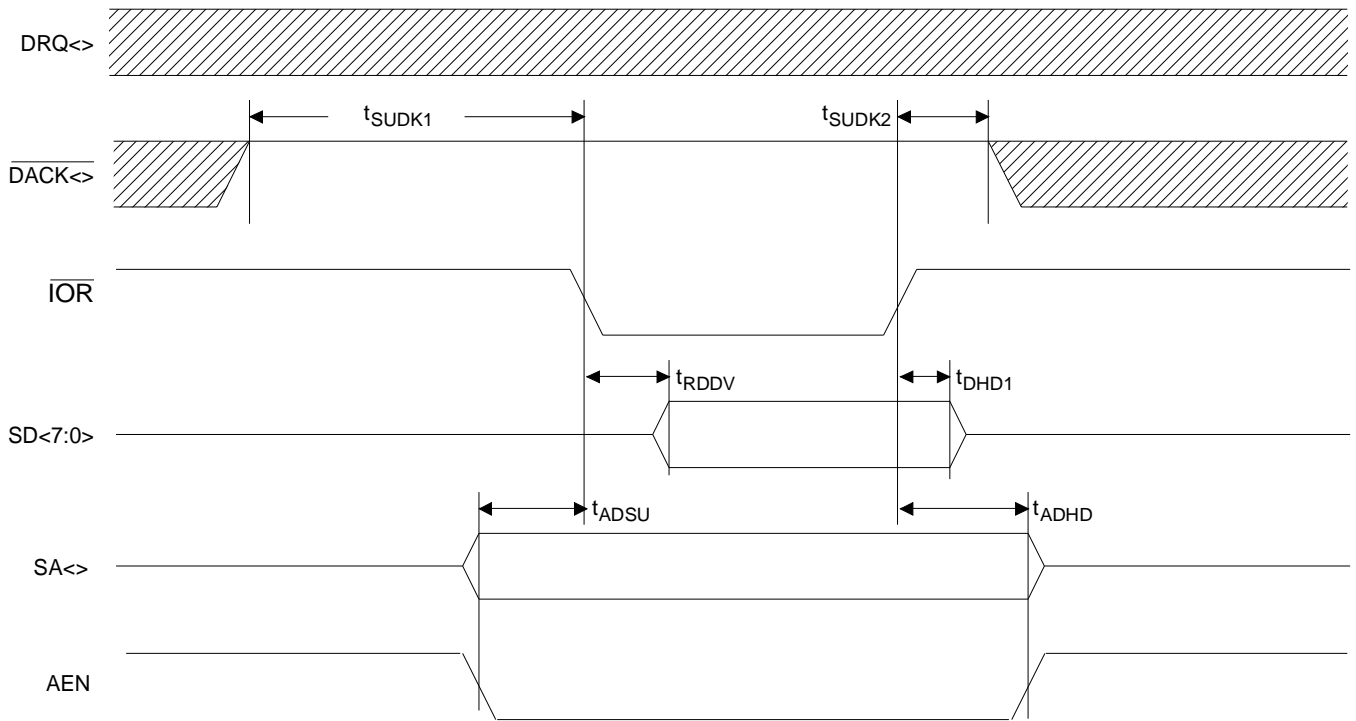 DRQ<>
tSUDK1
tSUDK2
DACK<>
IOR
tRDDV
tDHD1
SD<7:0>
tADSU
tADHD
SA<>
AEN